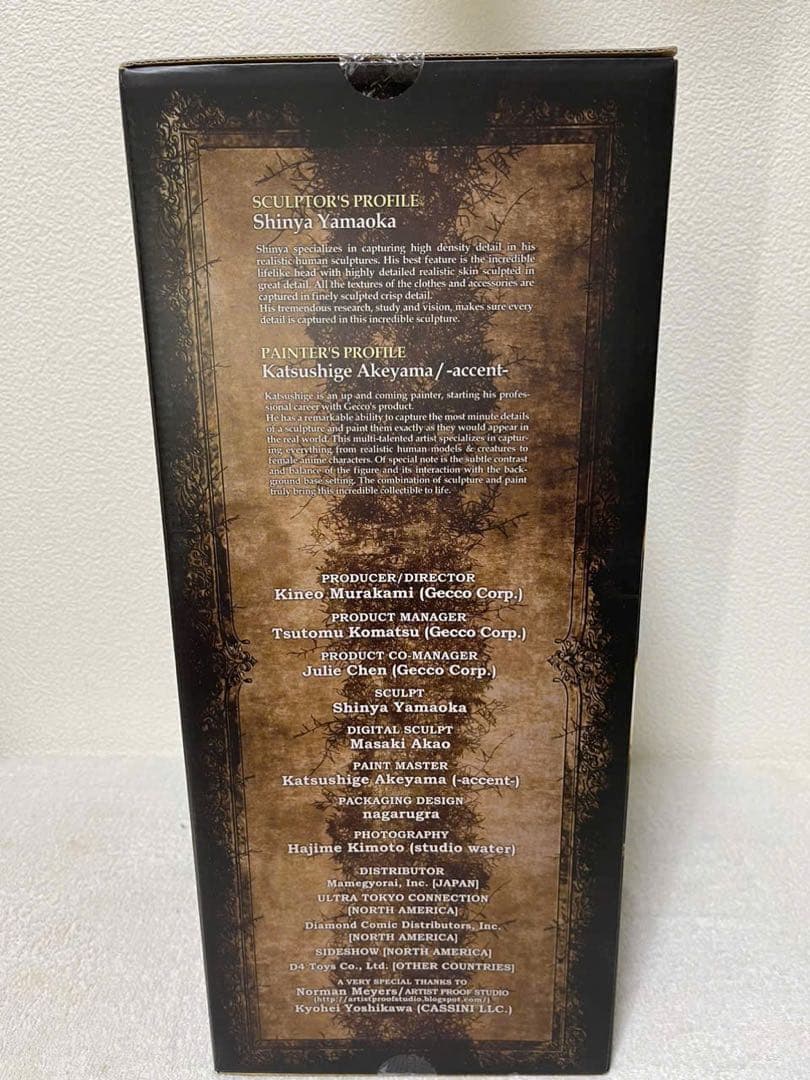 SCULPTOR'S PROFILE
Shinya Yamaoka
Shinya specializes in capturing high density detail in his
realistic human sculptures. His best feature is the incredible
lifelike head with highly detailed realistic skin sculpted in
great detail. All the textures of the clothes and accessories are
captured in finely sculpted crisp detail.
His tremendous research, study and vision, makes sure every
detail is captured in this incredible sculpture.
PAINTER'S PROFILE
Katsushige Akeyama / -accent-
Katsushige is an up and coming painter, starting his profes-
sional career with Gecco's product.
He has a remarkable ability to capture the most minute details
of a sculpture and paint them exactly as they would appear in
the real world. This multi-talented artist specializes in captur-
ing everything from realistic human models & creatures to
female anime characters. Of special note is the subtle contrast
and balance of the figure and its interaction with the back-
ground base setting. The combination of sculpture and paint
truly bring this incredible collectible to life.
PRODUCER/DIRECTOR
Kineo Murakami (Gecco Corp.)
PRODUCT MANAGER
Tsutomu Komatsu (Gecco Corp.)
PRODUCT CO-MANAGER
Julie Chen (Gecco Corp.)
SCULPT
Shinya Yamaoka
DIGITAL SCULPT
Masaki Akao
PAINT MASTER
Katsushige Akeyama (-accent-)
PACKAGING DESIGN
nagarugra
PHOTOGRAPHY
Hajime Kimoto (studio water)
DISTRIBUTOR
Mamegyorai, Inc. [JAPAN]
ULTRA TOKYO CONNECTION
[NORTH AMERICA]
Diamond Comic Distributors, Inc.
[NORTH AMERICA]
SIDESHOW [NORTH AMERICA]
D4 Toys Co., Ltd. [OTHER COUNTRIES]
A VERY SPECIAL THANKS TO
Norman Meyers/ARTIST PROOF STUDIO
(http://artistproofstudio.blogspot.com/)
Kyohei Yoshikawa (CASSINI LLC.)